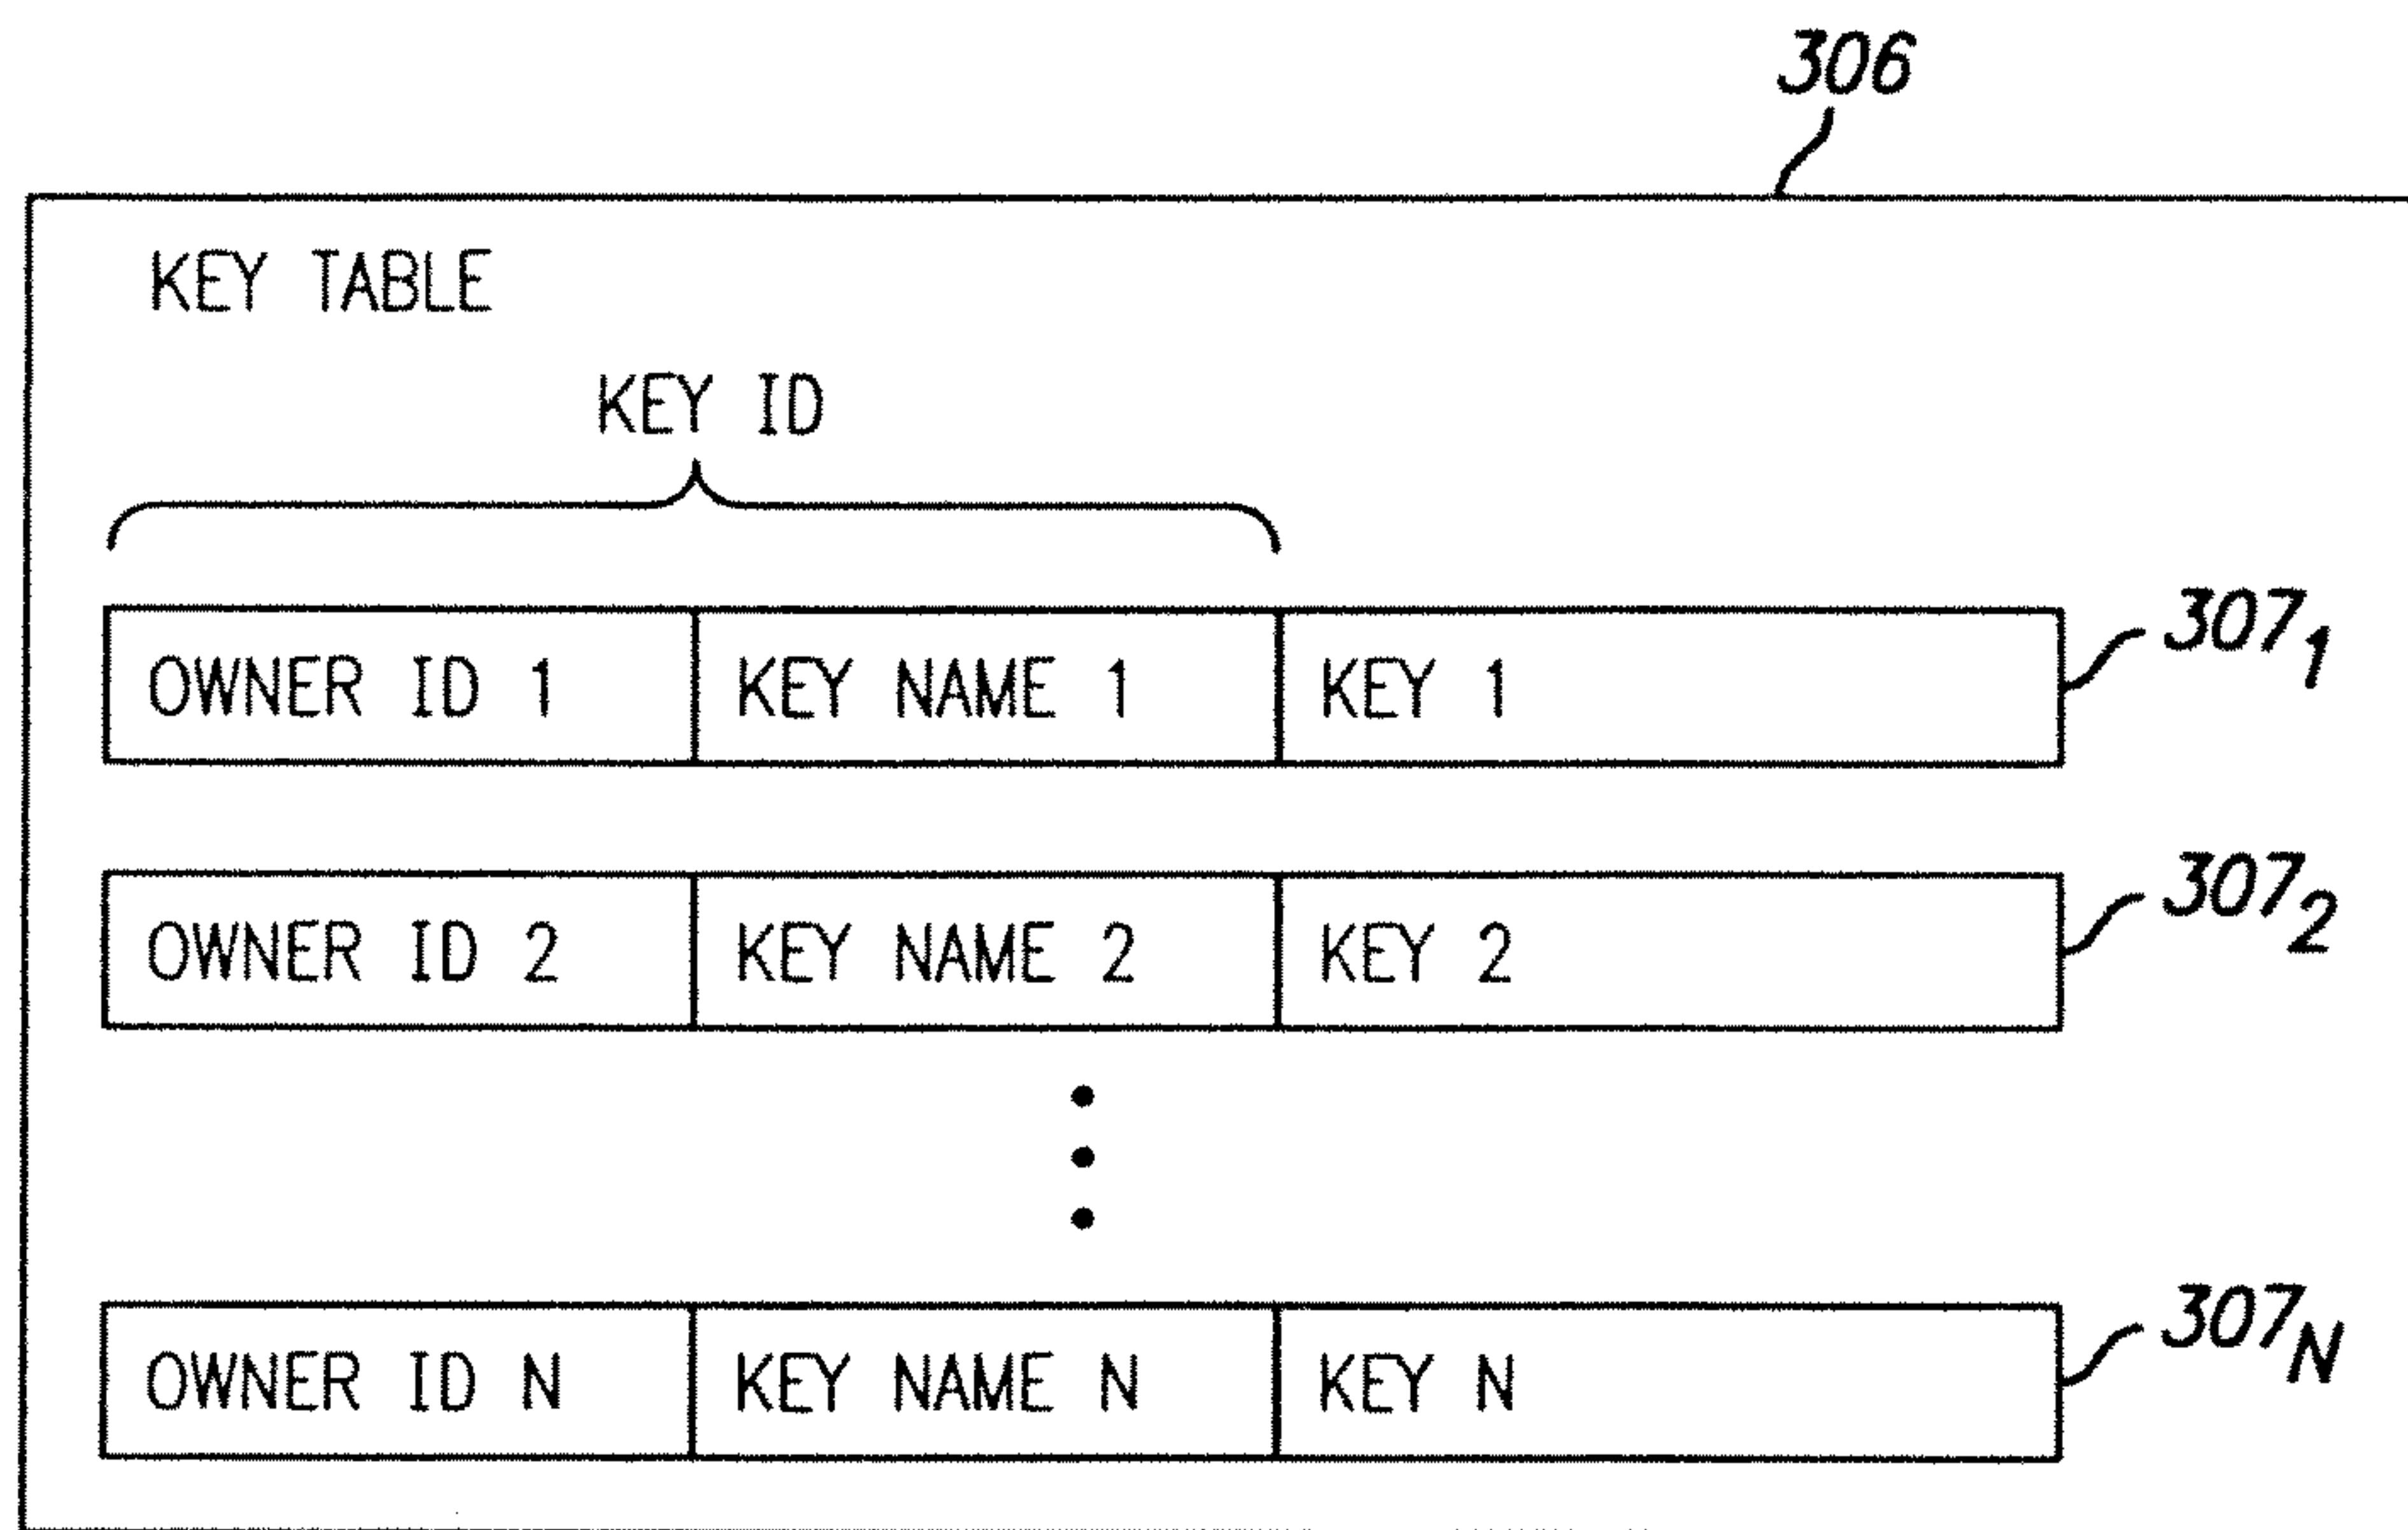 306
KEY TABLE
KEY ID
OWNER ID 1 KEY NAME 1 KEY 1 307₁
OWNER ID 2 KEY NAME 2 KEY 2 307₂
OWNER ID N KEY NAME N KEY N 307N